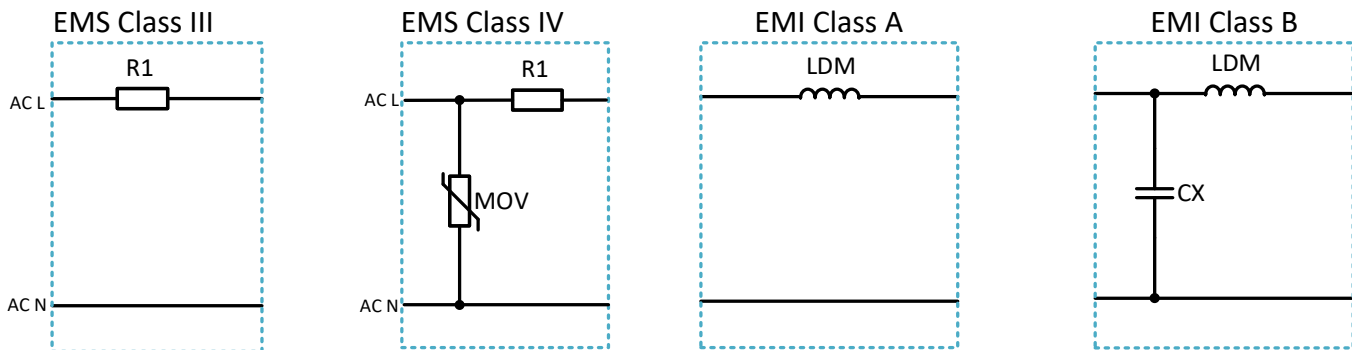 EMS Class III
EMS Class IV
EMI Class A
EMI Class B
R1
R1
LDM
LDM
AC L
AC L
MOV
CX
AC N
AC N